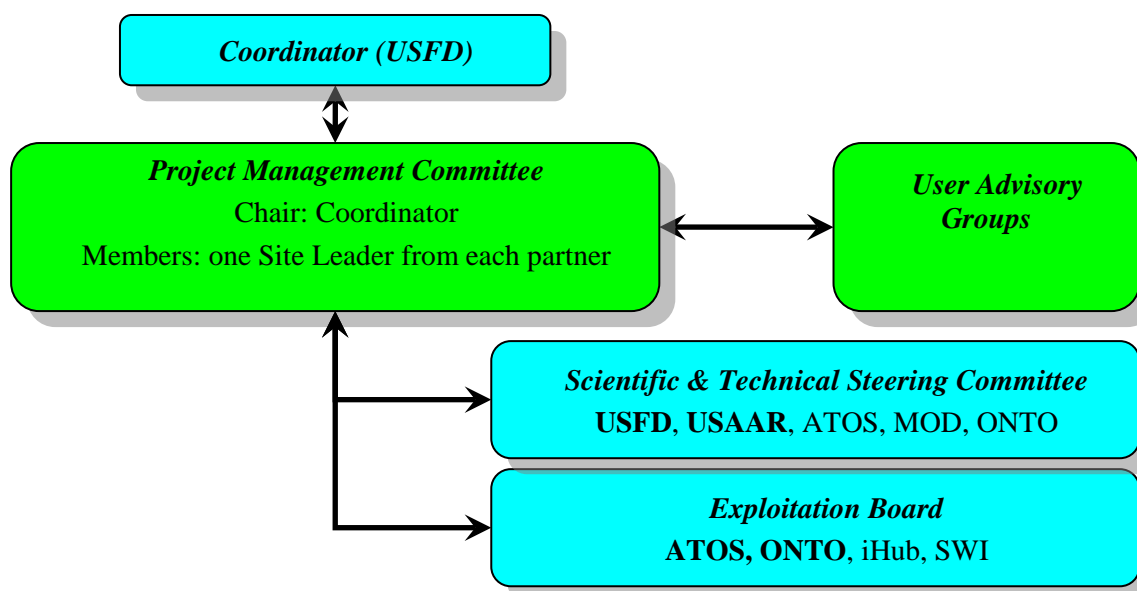 Coordinator (USFD)
Project Management Committee
Chair: Coordinator
Members: one Site Leader from each partner
User Advisory
Groups
Scientific & Technical Steering Committee
USFD, USAAR, ATOS, MOD, ONTO
Exploitation Board
ATOS, ONTO, iHub, SWI